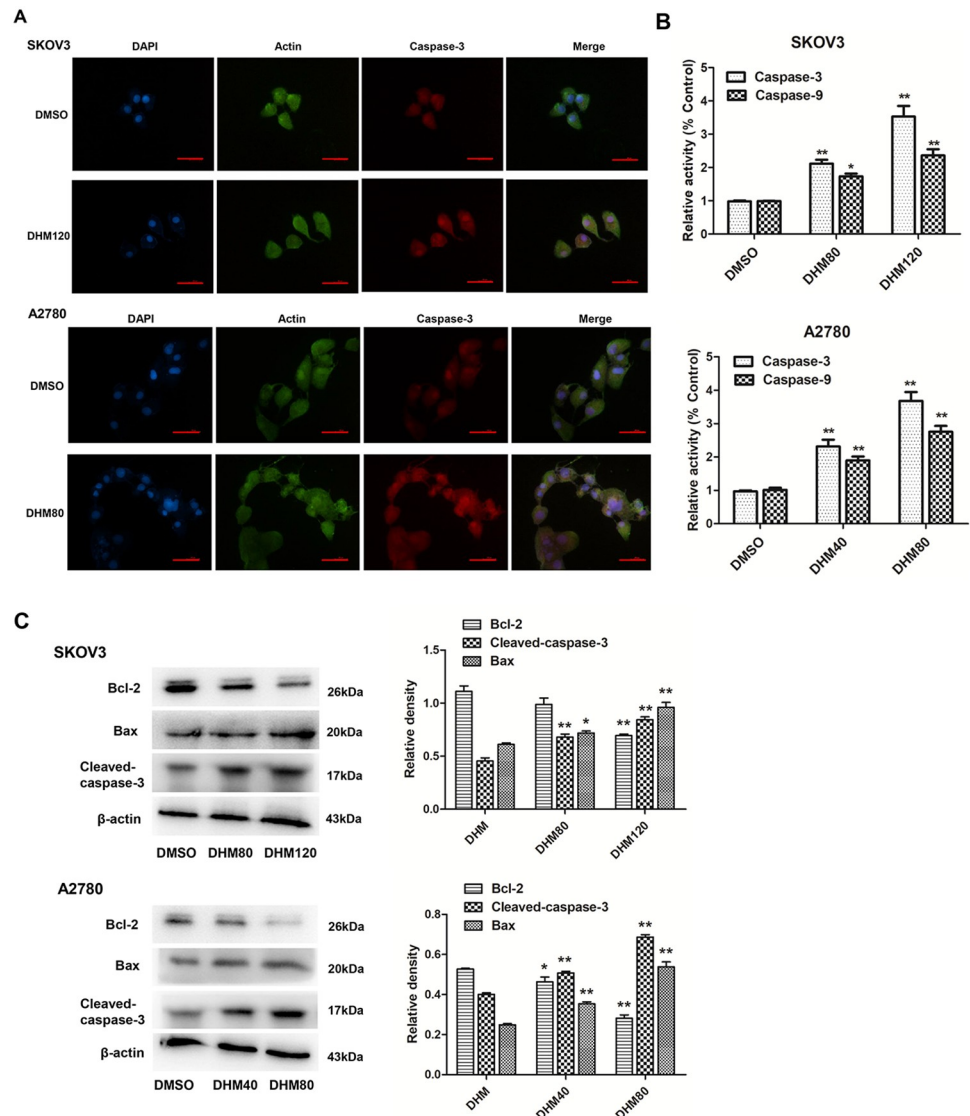 A
SKOV3
DAPI Actin Caspase-3 Merge
DMSO
DHM120
A2780
DAPI Actin Caspase-3 Merge
DMSO
DHM80
B
SKOV3
Relative activity (% Control)
5
4
3
2
1
0
Caspase-3
Caspase-9
** *
** **
DMSO DHM80 DHM120
A2780
Relative activity (% Control)
5
4
3
2
1
0
Caspase-3
Caspase-9
** **
** **
DMSO DHM40 DHM80
C
SKOV3
Bcl-2 26kDa
Bax 20kDa
Cleaved-
caspase-3 17kDa
β-actin 43kDa
DMSO DHM80 DHM120
Bcl-2
Cleaved-caspase-3
Bax
Relative density
1.5
1.0
0.5
0.0
** *
** ** **
DHM DHM80 DHM120
A2780
Bcl-2 26kDa
Bax 20kDa
Cleaved-
caspase-3 17kDa
β-actin 43kDa
DMSO DHM40 DHM80
Bcl-2
Cleaved-caspase-3
Bax
Relative density
0.8
0.6
0.4
0.2
0.0
* ** **
** ** **
DHM DHM40 DHM80